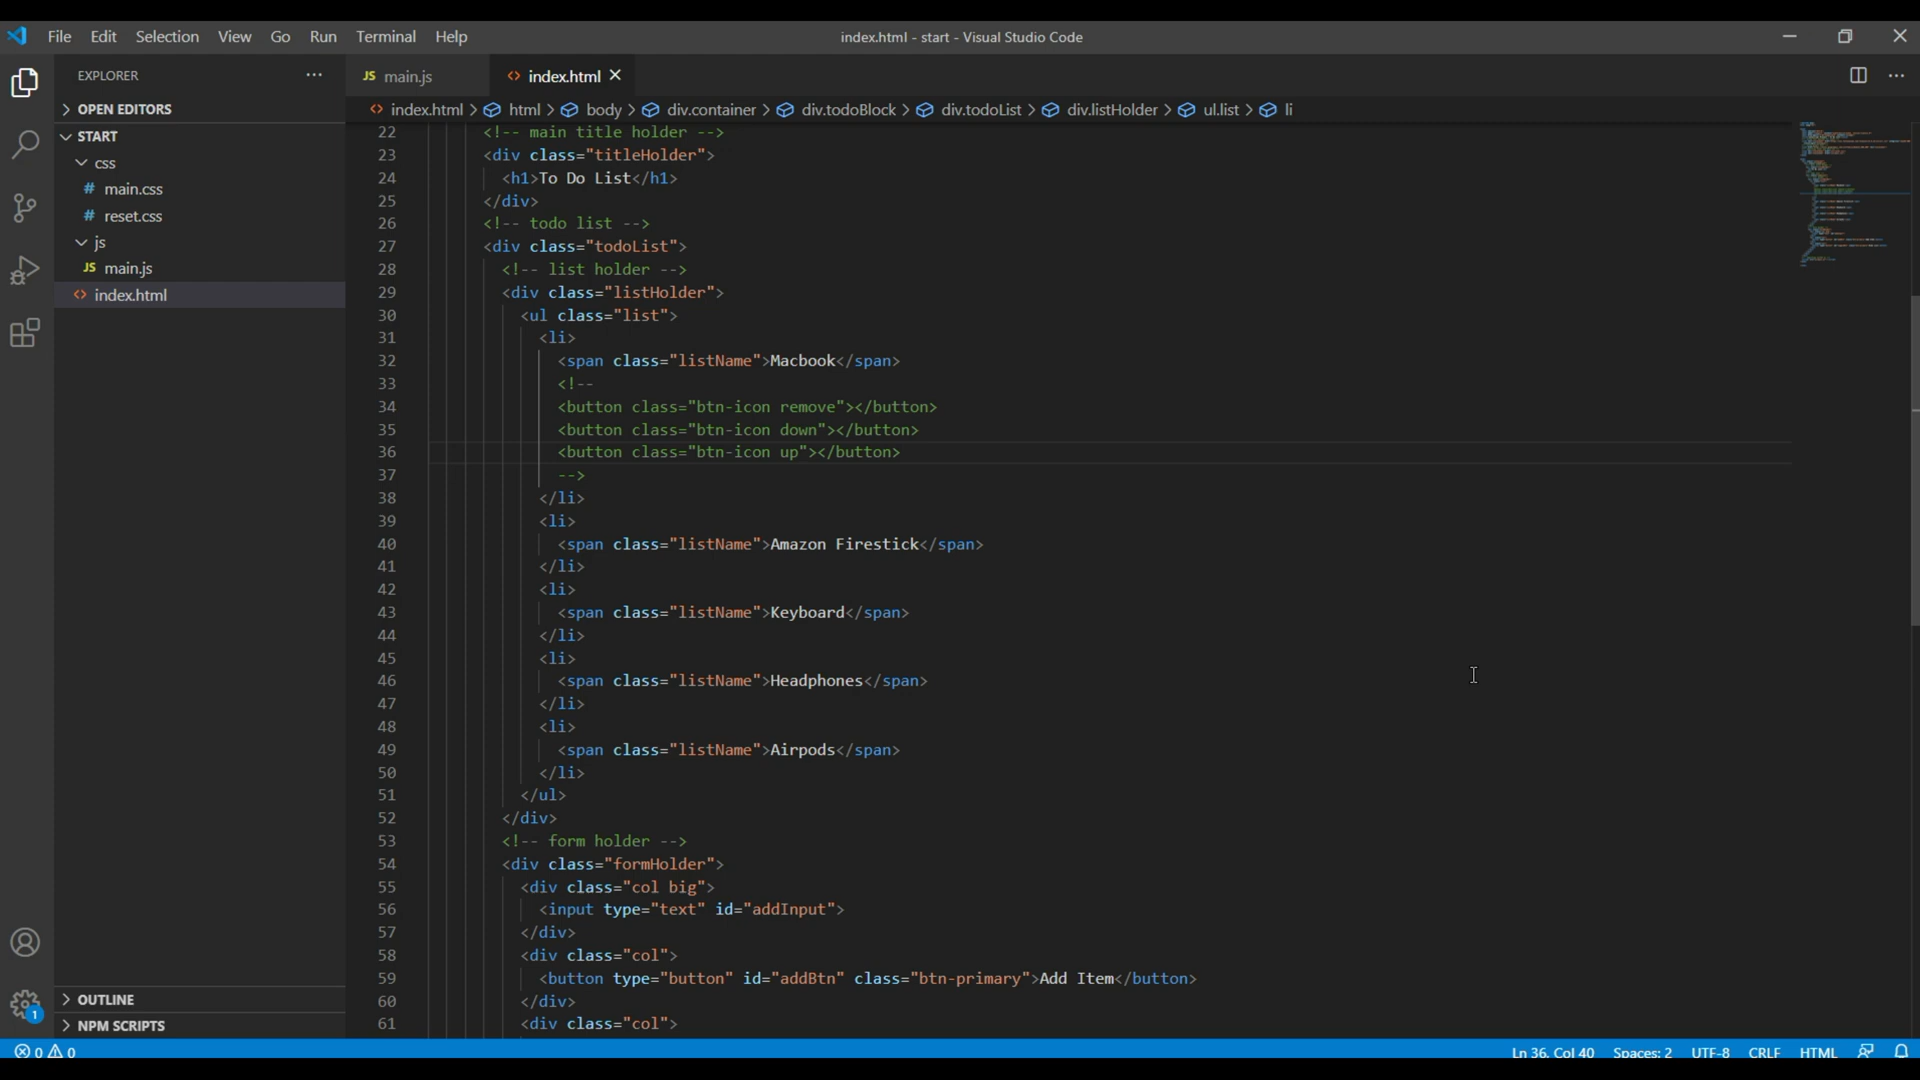 File Edit Selection View Go Run Terminal Help
index.html - start - Visual Studio Code
EXPLORER
OPEN EDITORS
START
css
# main.css
# reset.css
js
JS main.js
<> index.html
OUTLINE
NPM SCRIPTS
JS main.js
<> index.html
<> index.html > html > body > div.container > div.todoBlock > div.todoList > div.listHolder > ul.list > li
22 <!-- main title holder -->
23 <div class="titleHolder">
24 <h1>To Do List</h1>
25 </div>
26 <!-- todo list -->
27 <div class="todoList">
28 <!-- list holder -->
29 <div class="listHolder">
30 <ul class="list">
31 <li>
32 <span class="listName">Macbook</span>
33 <!--
34 <button class="btn-icon remove"></button>
35 <button class="btn-icon down"></button>
36 <button class="btn-icon up"></button>
37 -->
38 </li>
39 <li>
40 <span class="listName">Amazon Firestick</span>
41 </li>
42 <li>
43 <span class="listName">Keyboard</span>
44 </li>
45 <li>
46 <span class="listName">Headphones</span>
47 </li>
48 <li>
49 <span class="listName">Airpods</span>
50 </li>
51 </ul>
52 </div>
53 <!-- form holder -->
54 <div class="formHolder">
55 <div class="col big">
56 <input type="text" id="addInput">
57 </div>
58 <div class="col">
59 <button type="button" id="addBtn" class="btn-primary">Add Item</button>
60 </div>
61 <div class="col">
1
0 0
Ln 36, Col 40 Spaces: 2 UTF-8 CRLF HTML